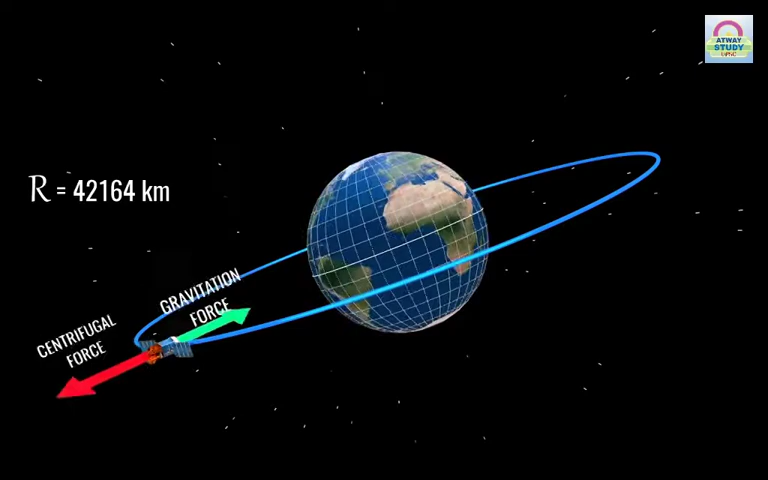 ATWAY
STUDY
R = 42164 km
GRAVITATION
FORCE
CENTRIFUGAL
FORCE